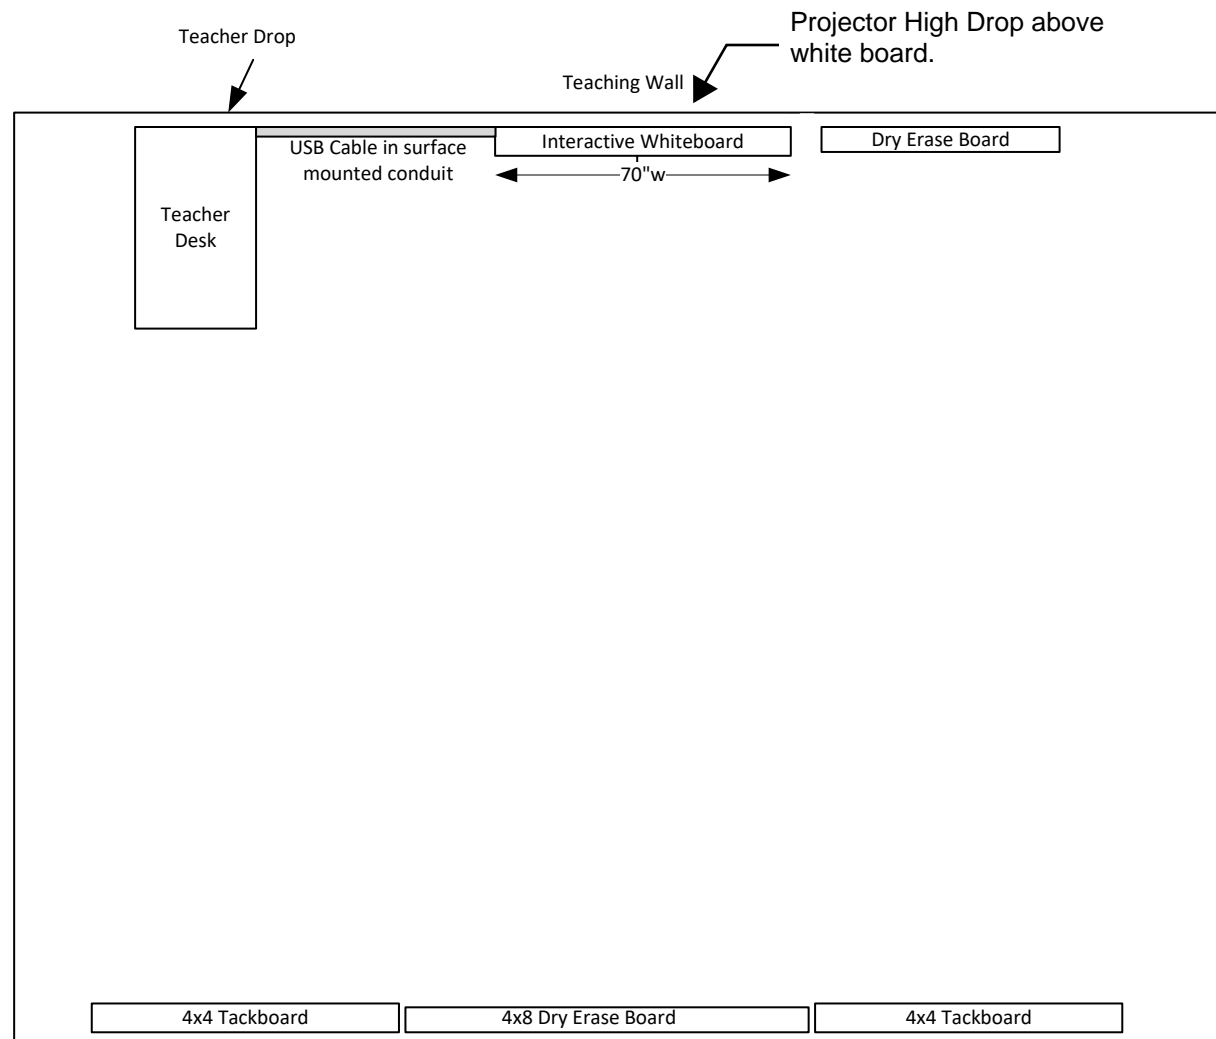 Projector High Drop above
white board.
Teacher Drop
Teaching Wall
USB Cable in surface
mounted conduit
Interactive Whiteboard
Dry Erase Board
70"w
Teacher
Desk
4x4 Tackboard
4x8 Dry Erase Board
4x4 Tackboard